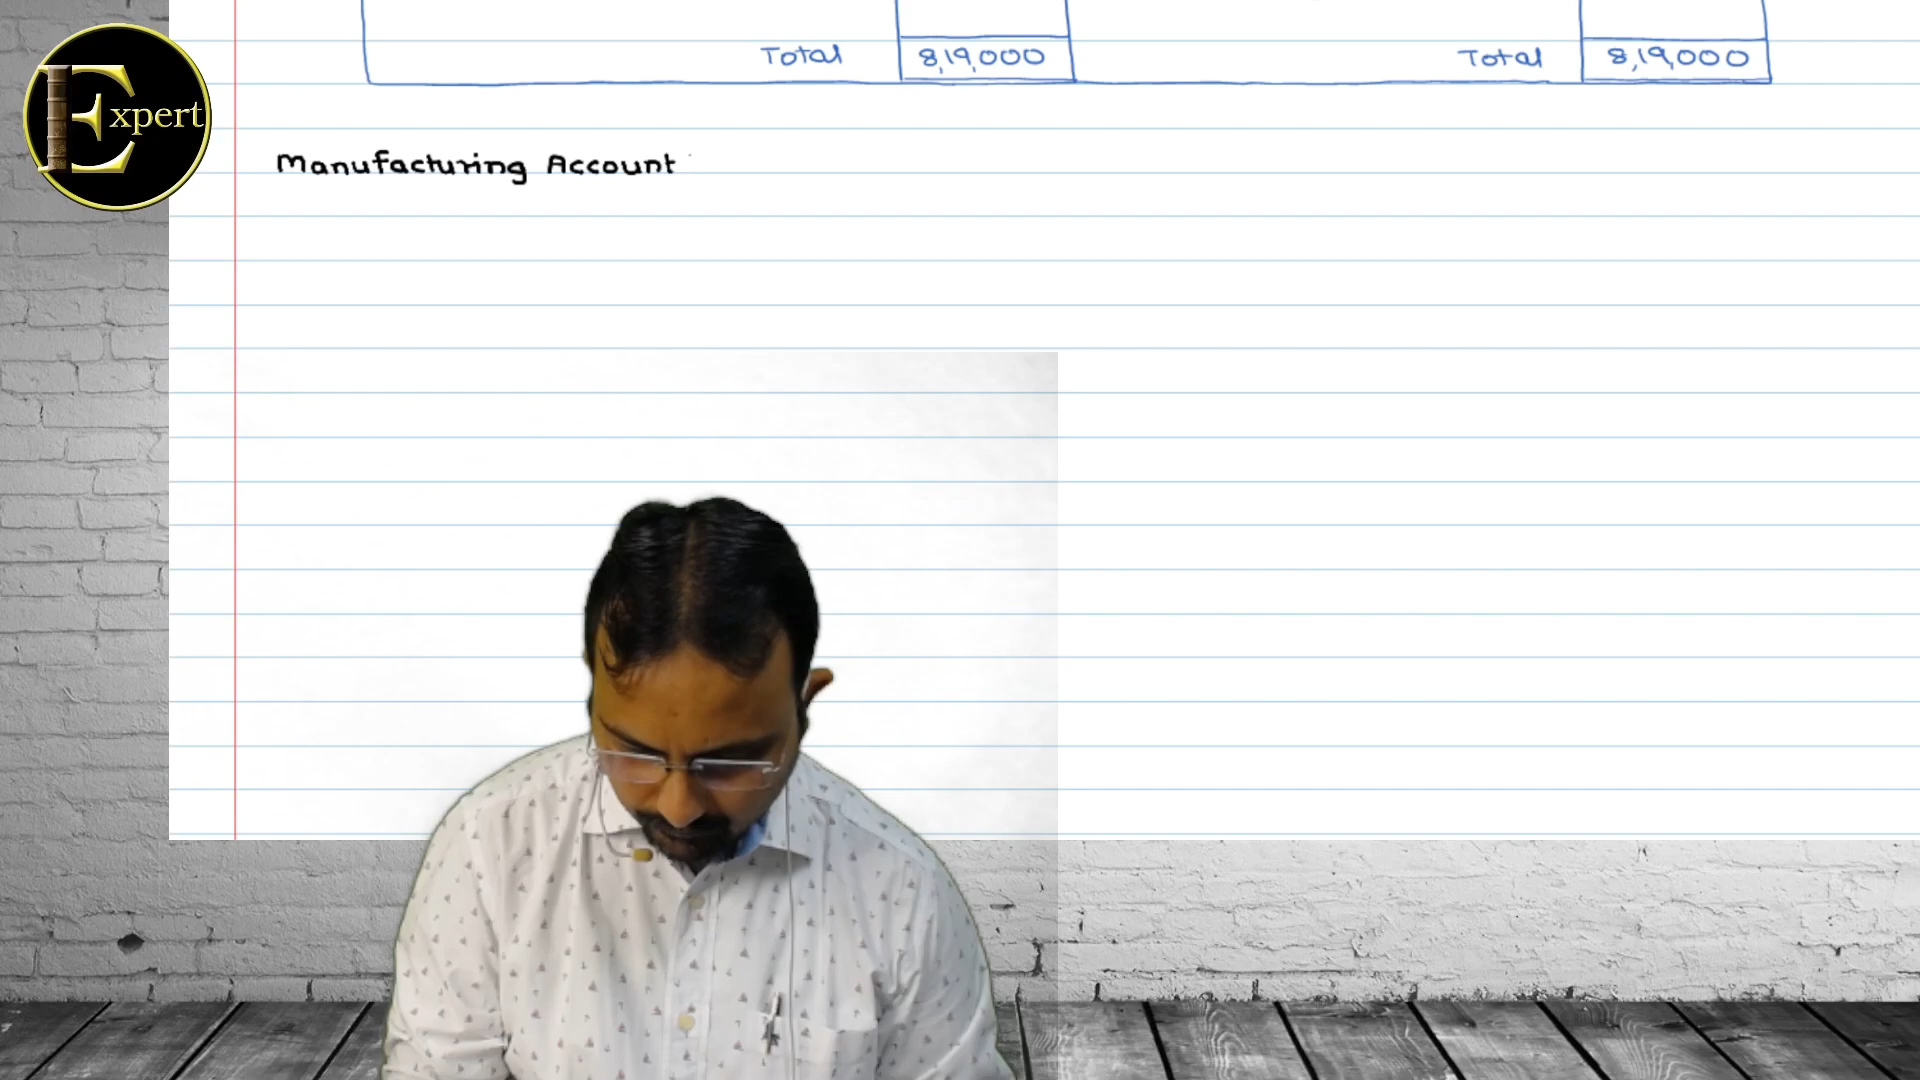 Expert
Total 8,19,000 Total 8,19,000
Manufacturing Account